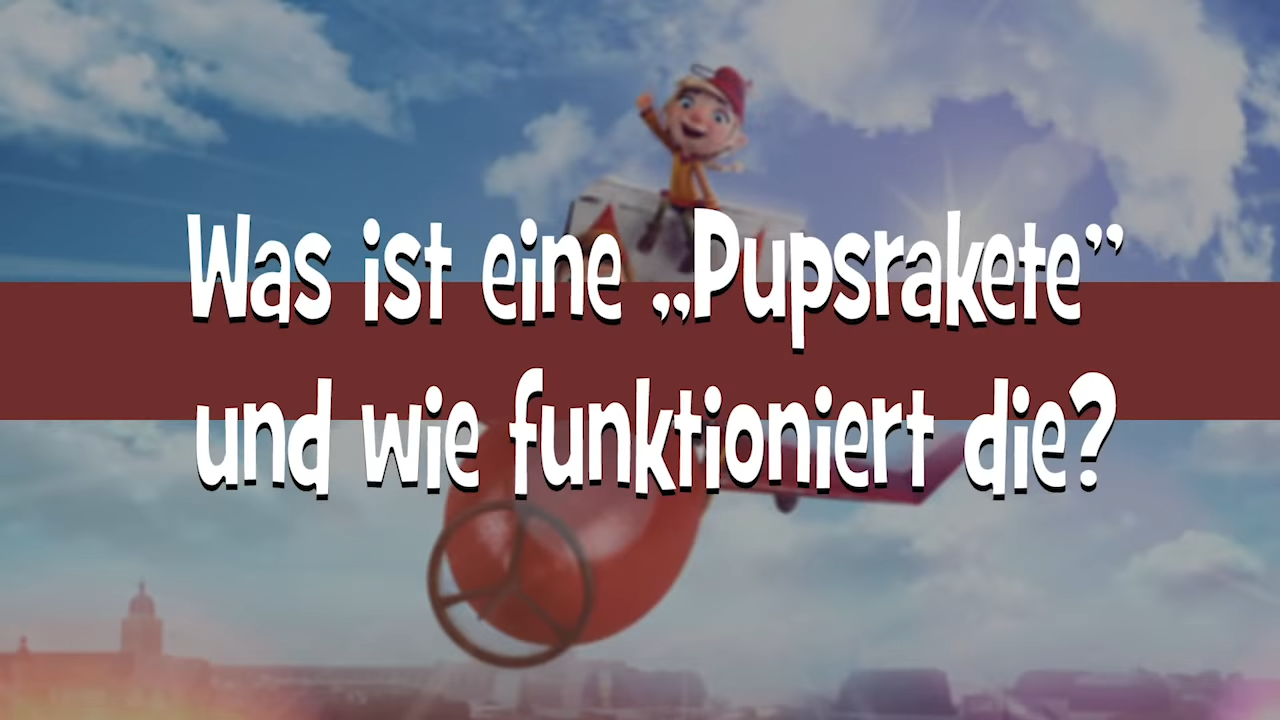 Was ist eine „Pupsrakete”
und wie funktioniert die?